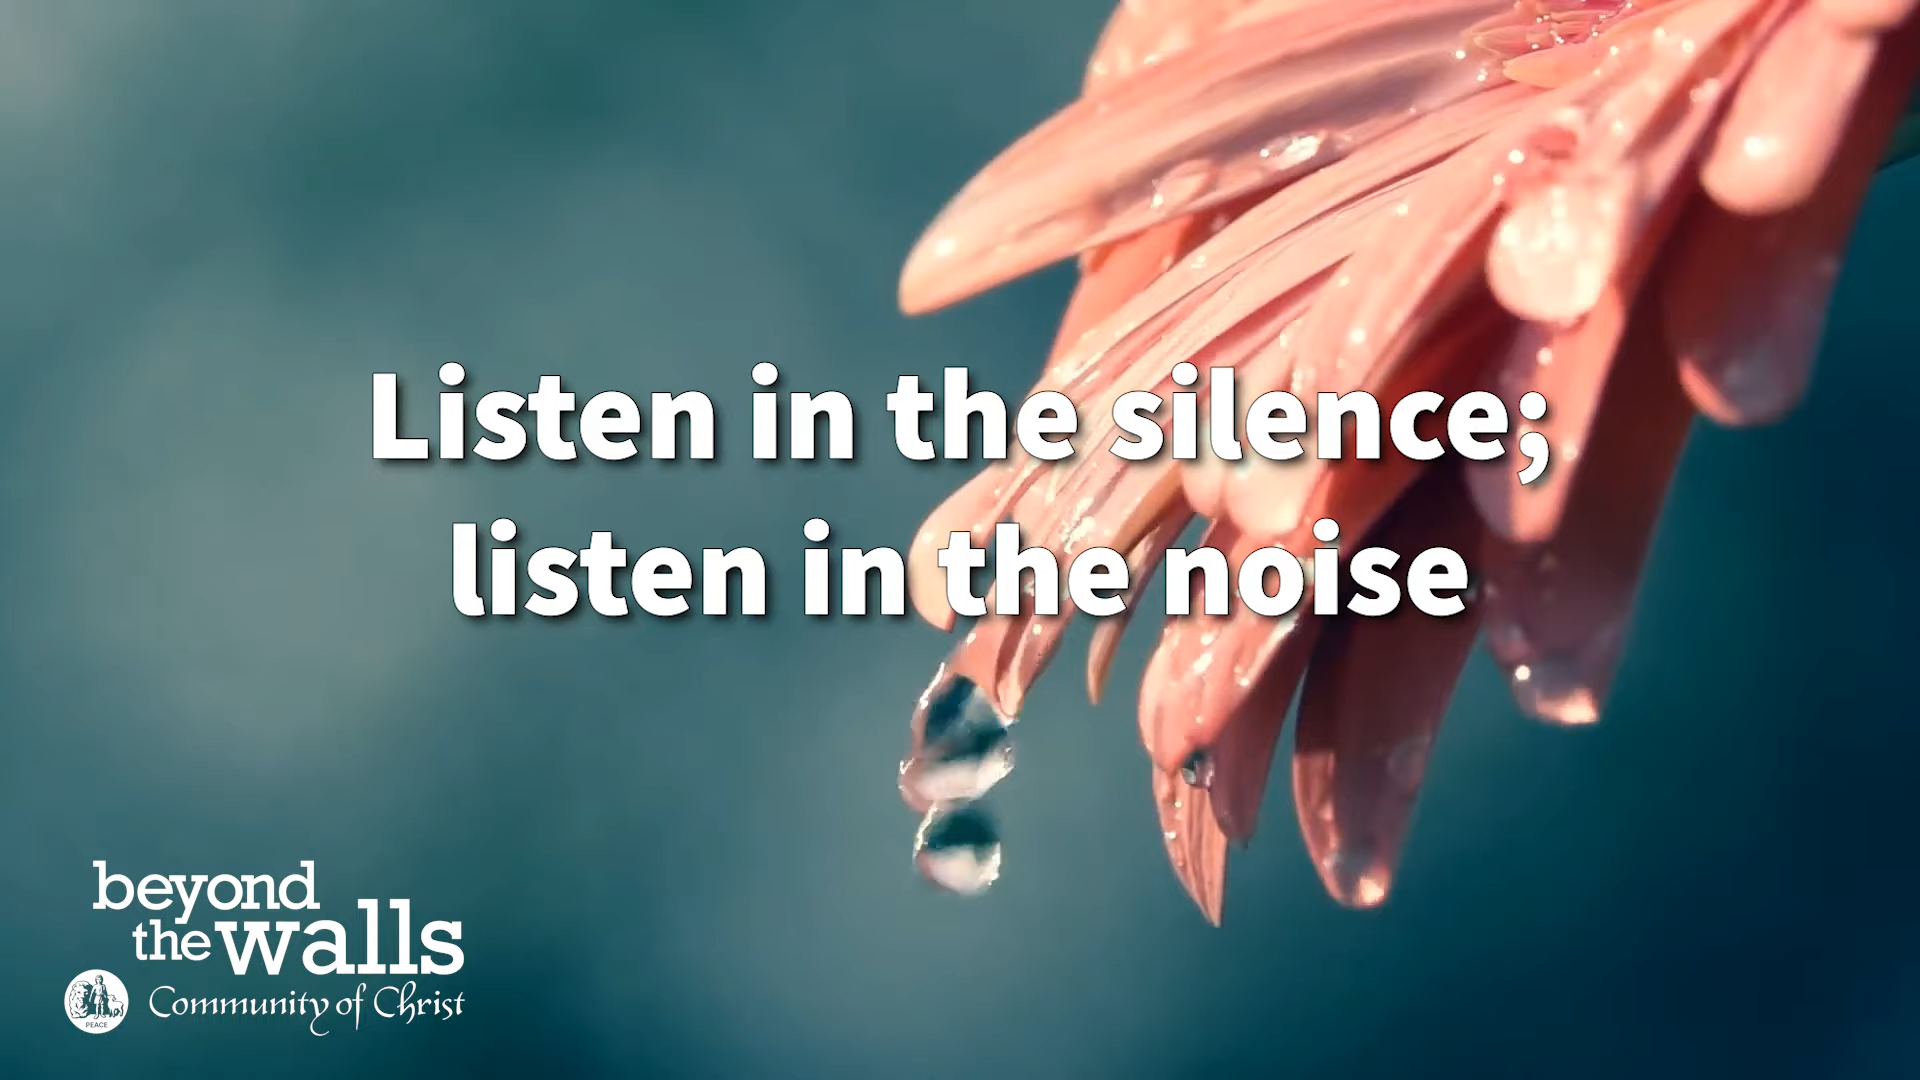 Listen in the silence;
listen in the noise
beyond
the walls
Community of Christ
PEACE